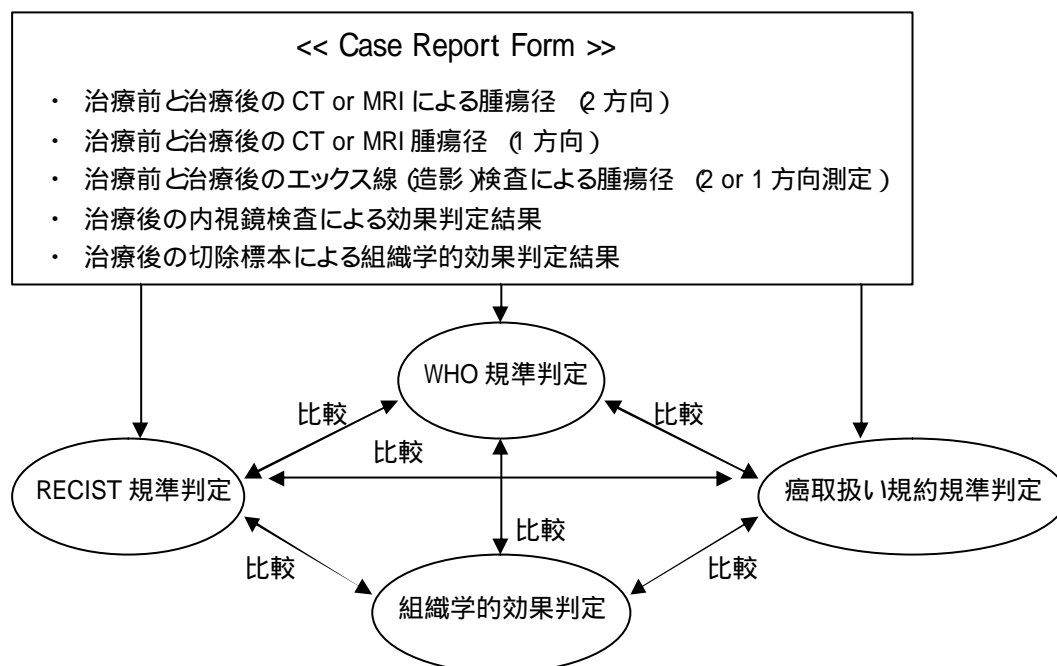 << Case Report Form >>
・ 治療前と治療後の CT or MRI による腫瘍径 (2 方向)
・ 治療前と治療後の CT or MRI 腫瘍径 (1 方向)
・ 治療前と治療後のエックス線 (造影)検査による腫瘍径 (2 or 1 方向測定)
・ 治療後の内視鏡検査による効果判定結果
・ 治療後の切除標本による組織学的効果判定結果
WHO 規準判定
比較
比較
比較
RECIST 規準判定
癌取扱い規約規準判定
比較
比較
比較
組織学的効果判定